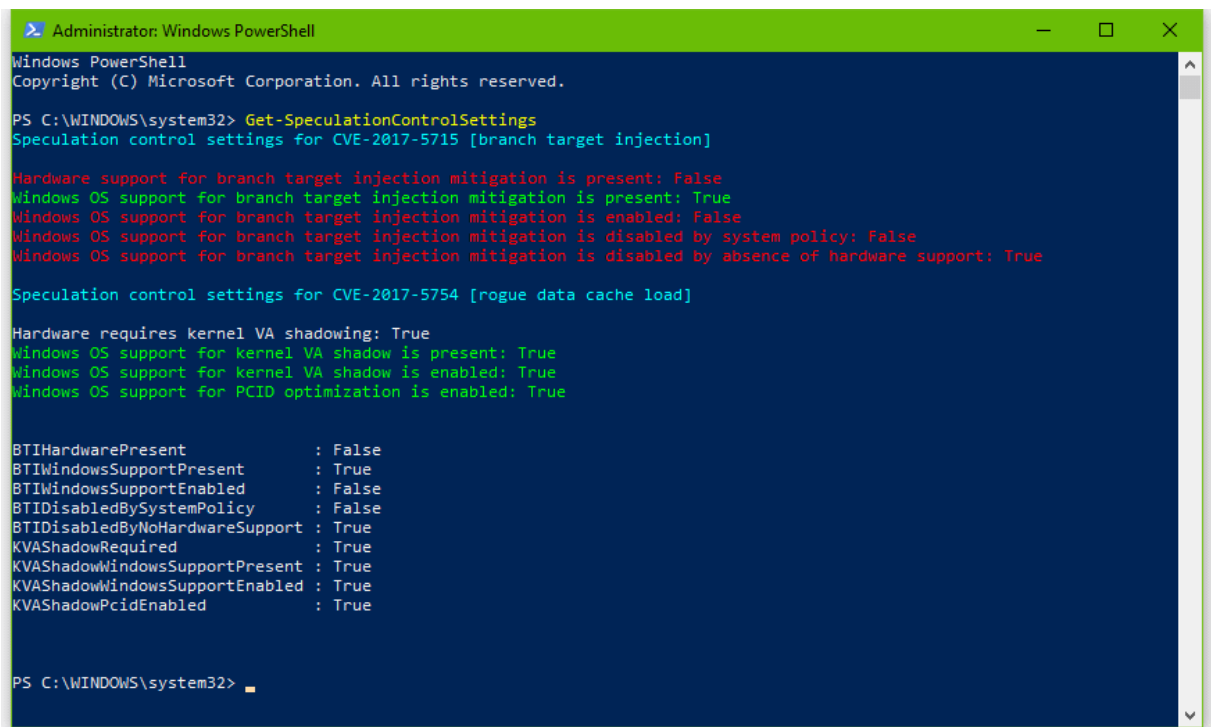 Administrator: Windows PowerShell
Windows PowerShell
Copyright (C) Microsoft Corporation. All rights reserved.
PS C:\WINDOWS\system32> Get-SpeculationControlSettings
Speculation control settings for CVE-2017-5715 [branch target injection]
Hardware support for branch target injection mitigation is present: False
Windows OS support for branch target injection mitigation is present: True
Windows OS support for branch target injection mitigation is enabled: False
Windows OS support for branch target injection mitigation is disabled by system policy: False
Windows OS support for branch target injection mitigation is disabled by absence of hardware support: True
Speculation control settings for CVE-2017-5754 [rogue data cache load]
Hardware requires kernel VA shadowing: True
Windows OS support for kernel VA shadow is present: True
Windows OS support for kernel VA shadow is enabled: True
Windows OS support for PCID optimization is enabled: True
BTIHardwarePresent : False
BTIWindowsSupportPresent : True
BTIWindowsSupportEnabled : False
BTIDisabledBySystemPolicy : False
BTIDisabledByNoHardwareSupport : True
KVAShadowRequired : True
KVAShadowWindowsSupportPresent : True
KVAShadowWindowsSupportEnabled : True
KVAShadowPcidEnabled : True
PS C:\WINDOWS\system32>